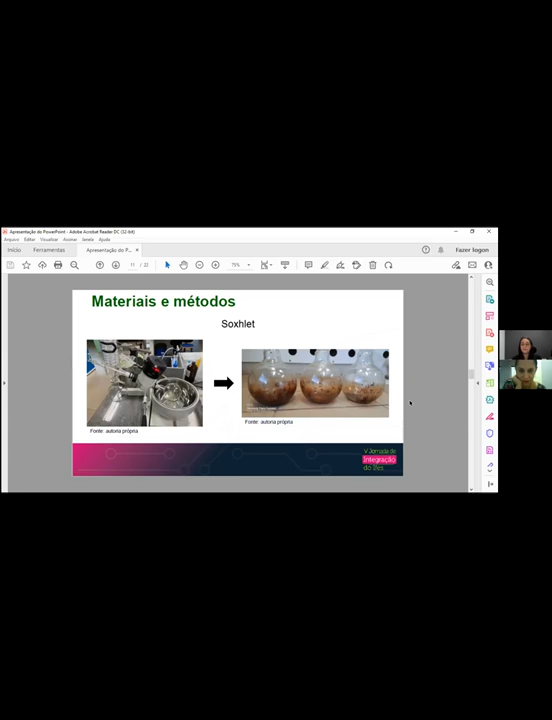 Apresentação do PowerPoint - Adobe Acrobat Reader DC (32-bit)
Arquivo Editar Visualizar Assinar Janela Ajuda
Início Ferramentas Apresentação do P... × Fazer logon
11 / 22 75%
Materiais e métodos
Soxhlet
Fonte: autoria própria
Fonte: autoria própria
V Jornada de
Integração
do Ifes